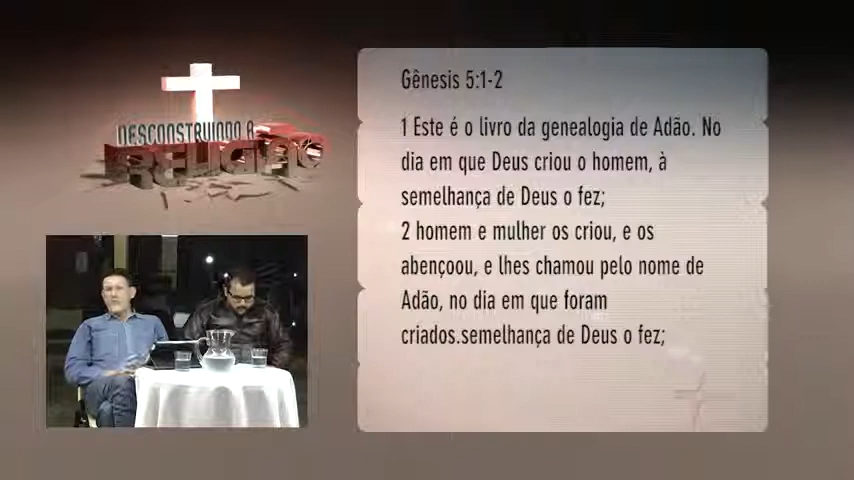 DESCONSTRUINDO A
RELIGIÃO
Gênesis 5:1-2
1 Este é o livro da genealogia de Adão. No
dia em que Deus criou o homem, à
semelhança de Deus o fez;
2 homem e mulher os criou, e os
abençoou, e lhes chamou pelo nome de
Adão, no dia em que foram
criados.semelhança de Deus o fez;